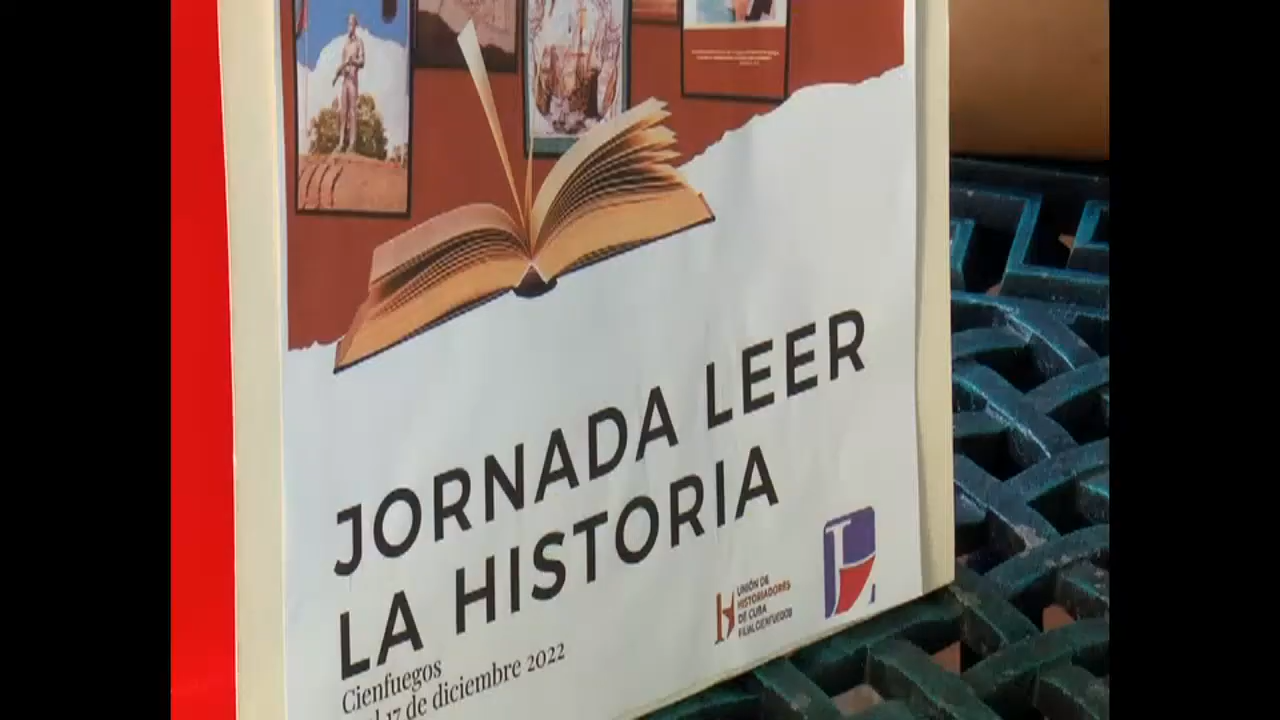 JORNADA LEER
LA HISTORIA
Cienfuegos
17 de diciembre 2022
UNIÓN DE
HISTORIADORES
DE CUBA
FILIAL CIENFUEGOS